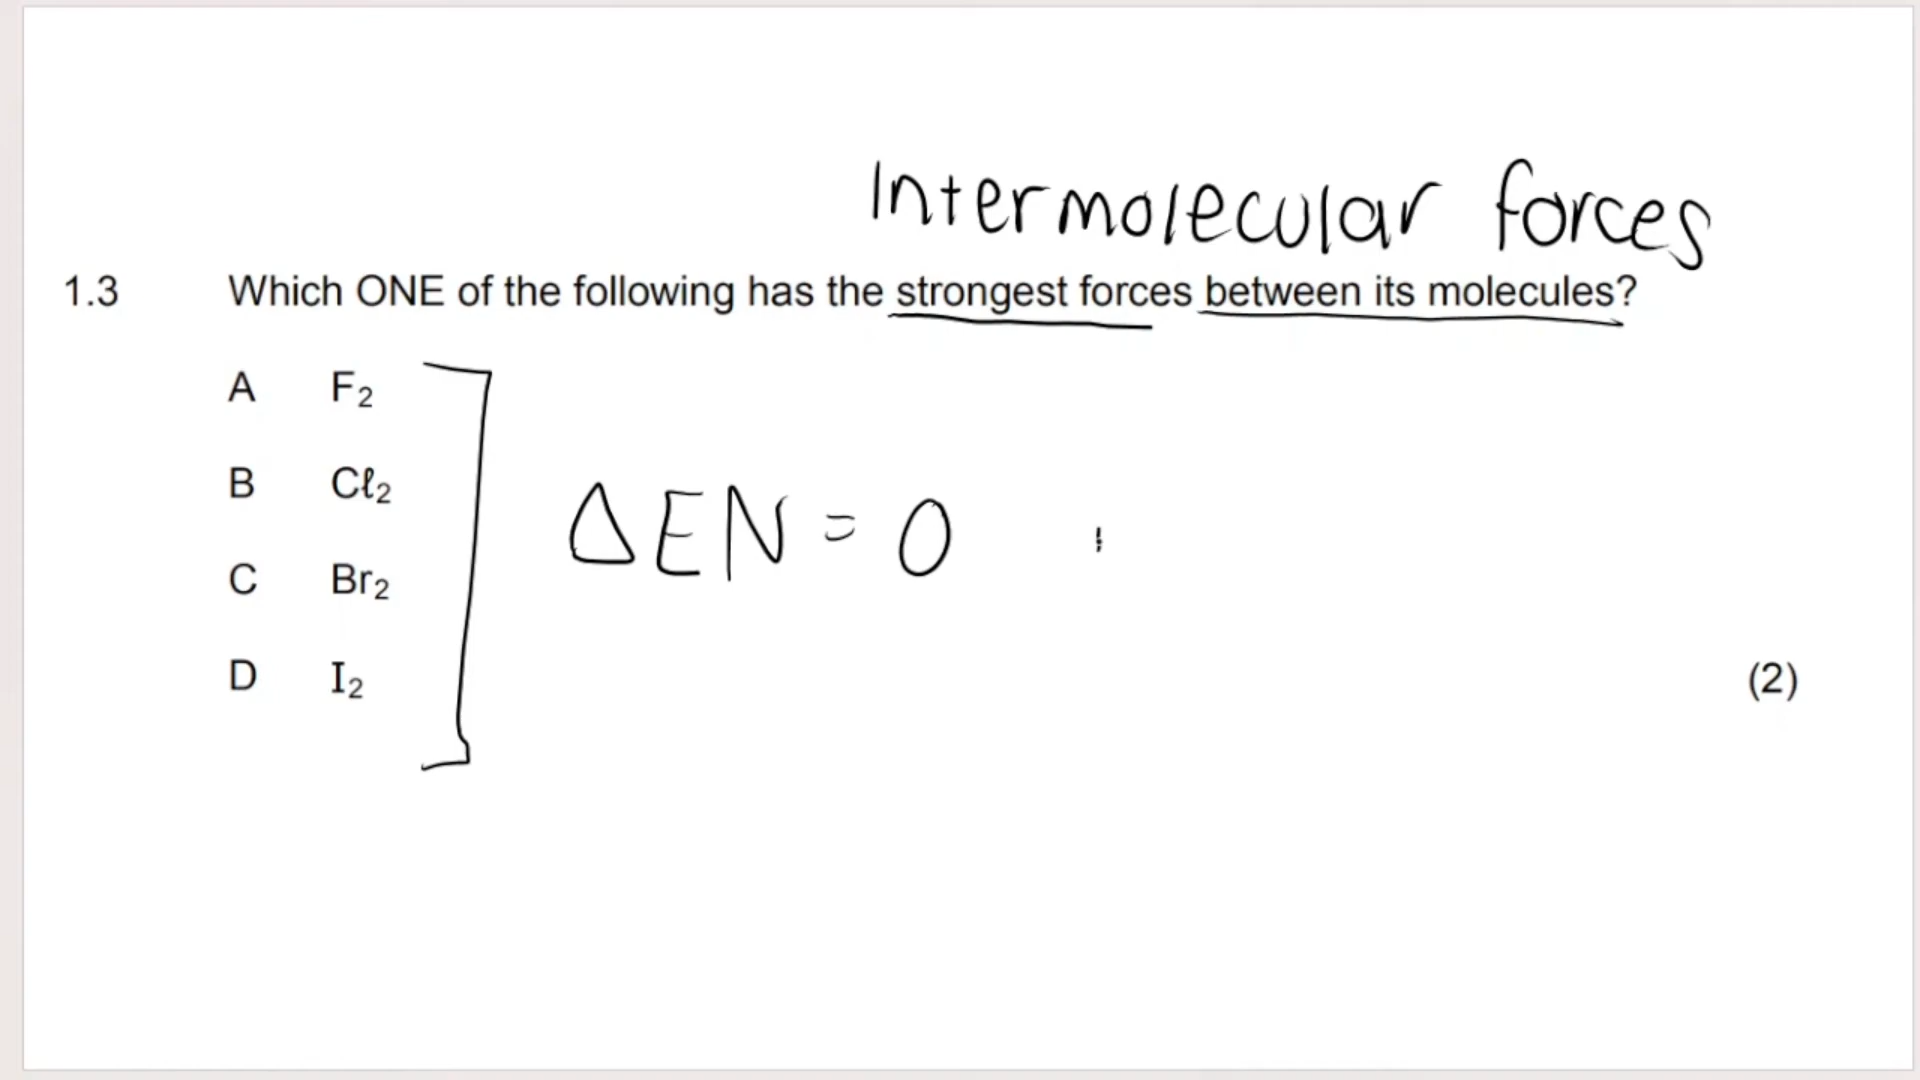 Intermolecular forces
1.3 Which ONE of the following has the strongest forces between its molecules?
A F₂
B Cℓ₂
ΔEN = 0
C Br₂
D I₂ (2)